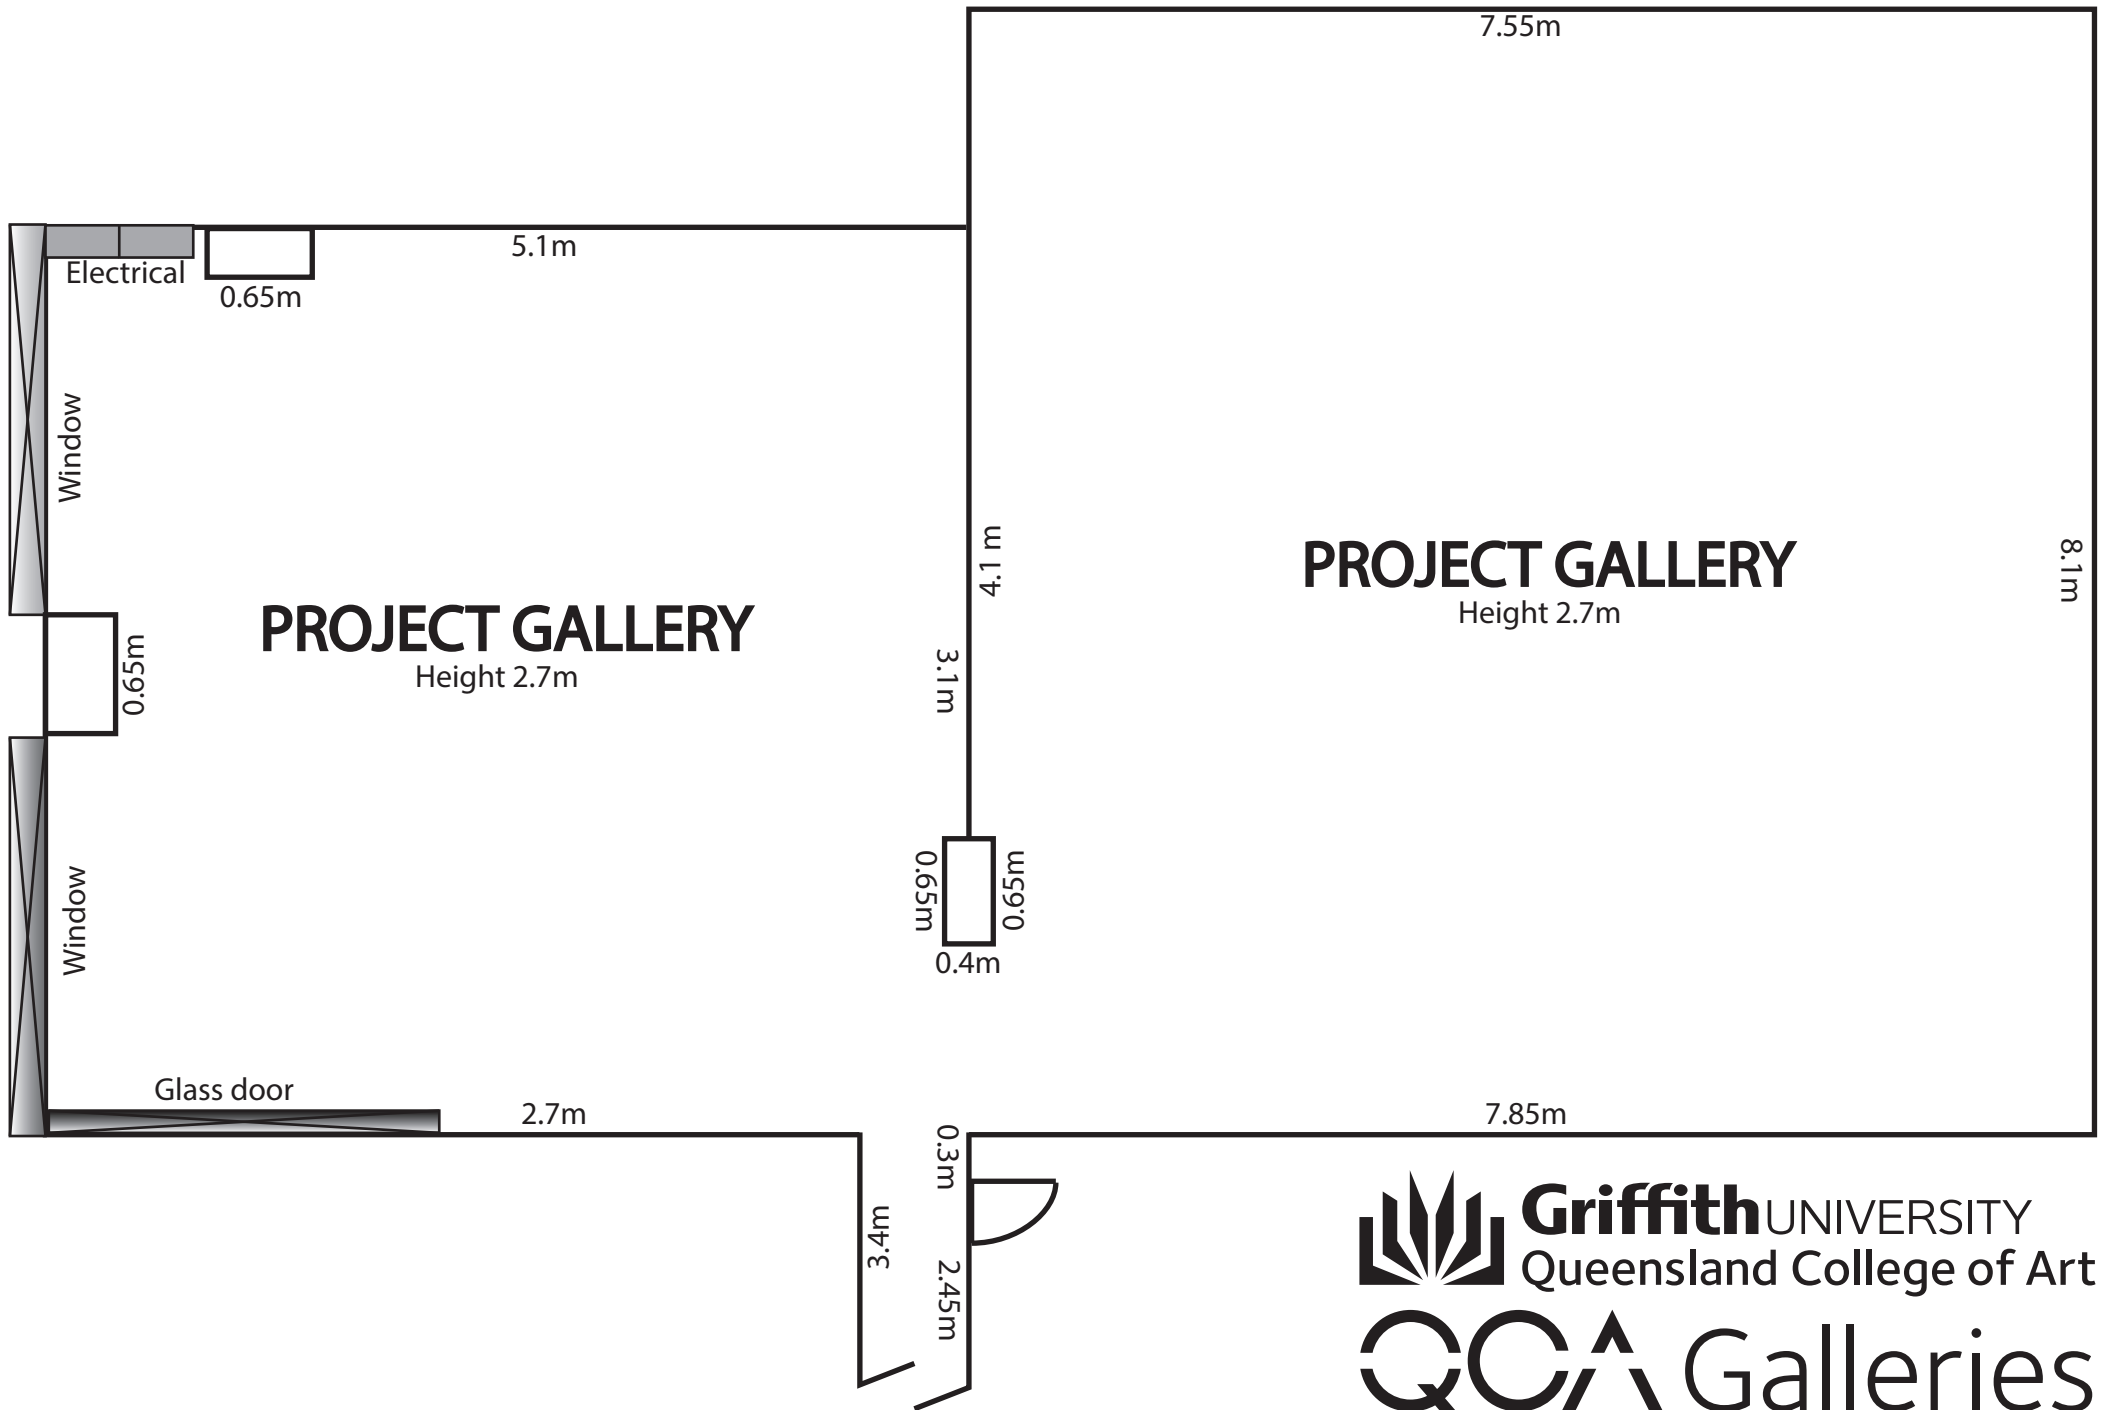 7.55m
5.1m
Electrical
0.65m
Window
4.1 m
PROJECT GALLERY
Height 2.7m
8.1m
PROJECT GALLERY
Height 2.7m
0.65m
3.1m
0.65m
0.65m
Window
0.4m
Glass door
2.7m
7.85m
0.3m
3.4m
2.45m
Griffith UNIVERSITY
Queensland College of Art
QCA Galleries